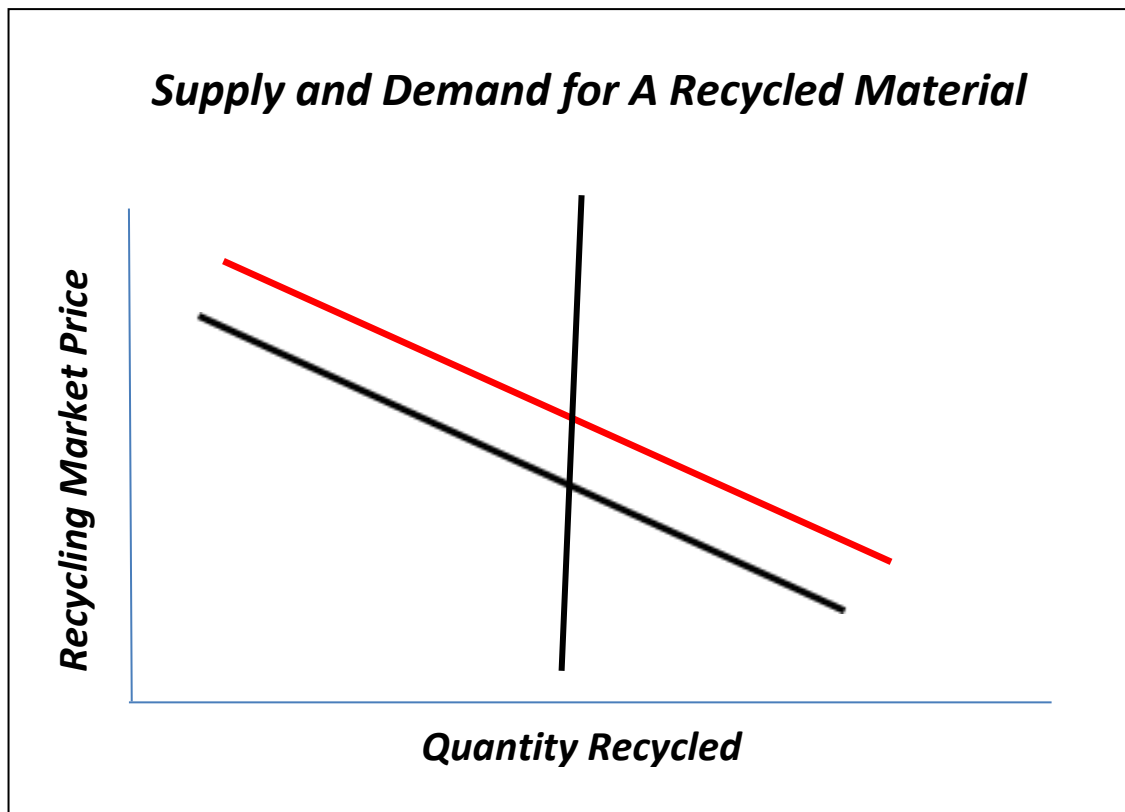 Supply and Demand for A Recycled Material
Recycling Market Price
Quantity Recycled